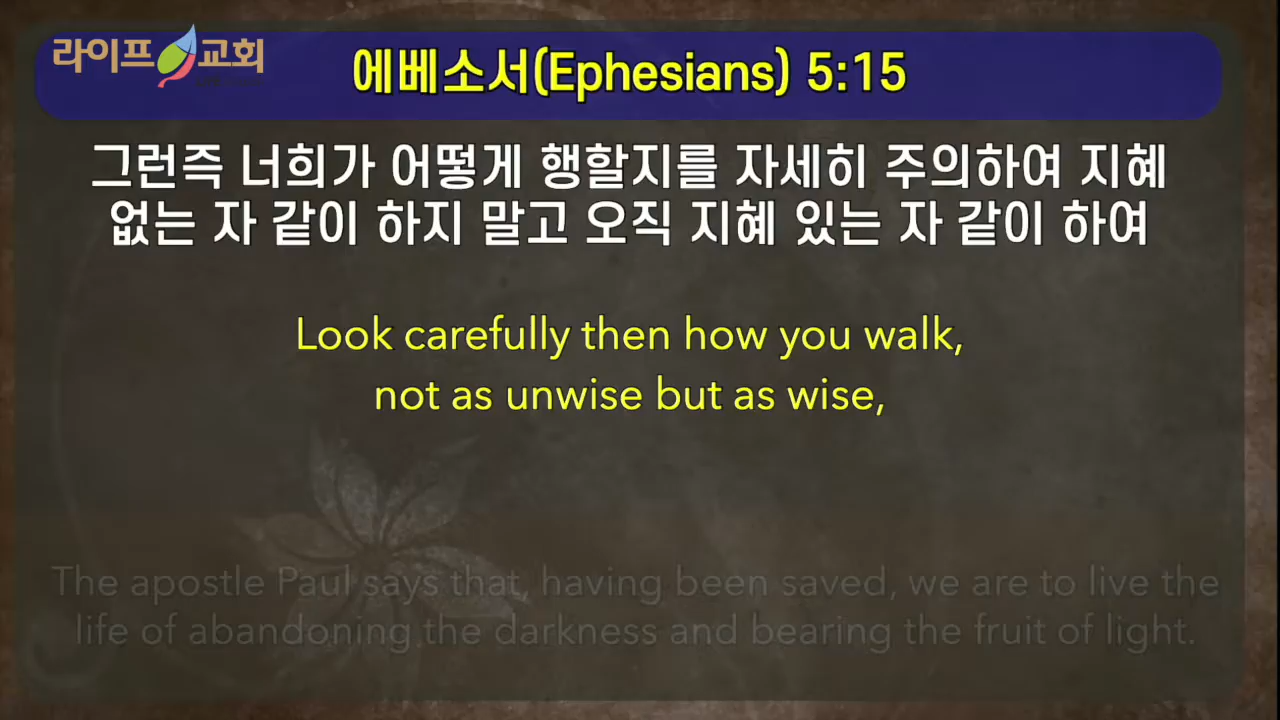 라이프 교회
에베소서(Ephesians) 5:15
그런즉 너희가 어떻게 행할지를 자세히 주의하여 지혜
없는 자 같이 하지 말고 오직 지혜 있는 자 같이 하여
Look carefully then how you walk,
not as unwise but as wise,
The apostle Paul says that, having been saved, we are to live the
life of abandoning the darkness and bearing the fruit of light.